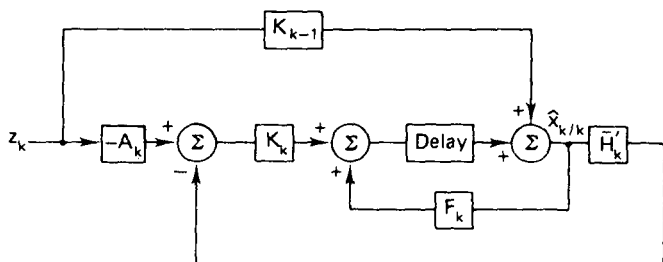 K_{k-1}
z_k
-A_k
+
Σ
-
K_k
+
Σ
+
Delay
+
+
Σ
x̂_{k/k}
H̄'_k
F_k